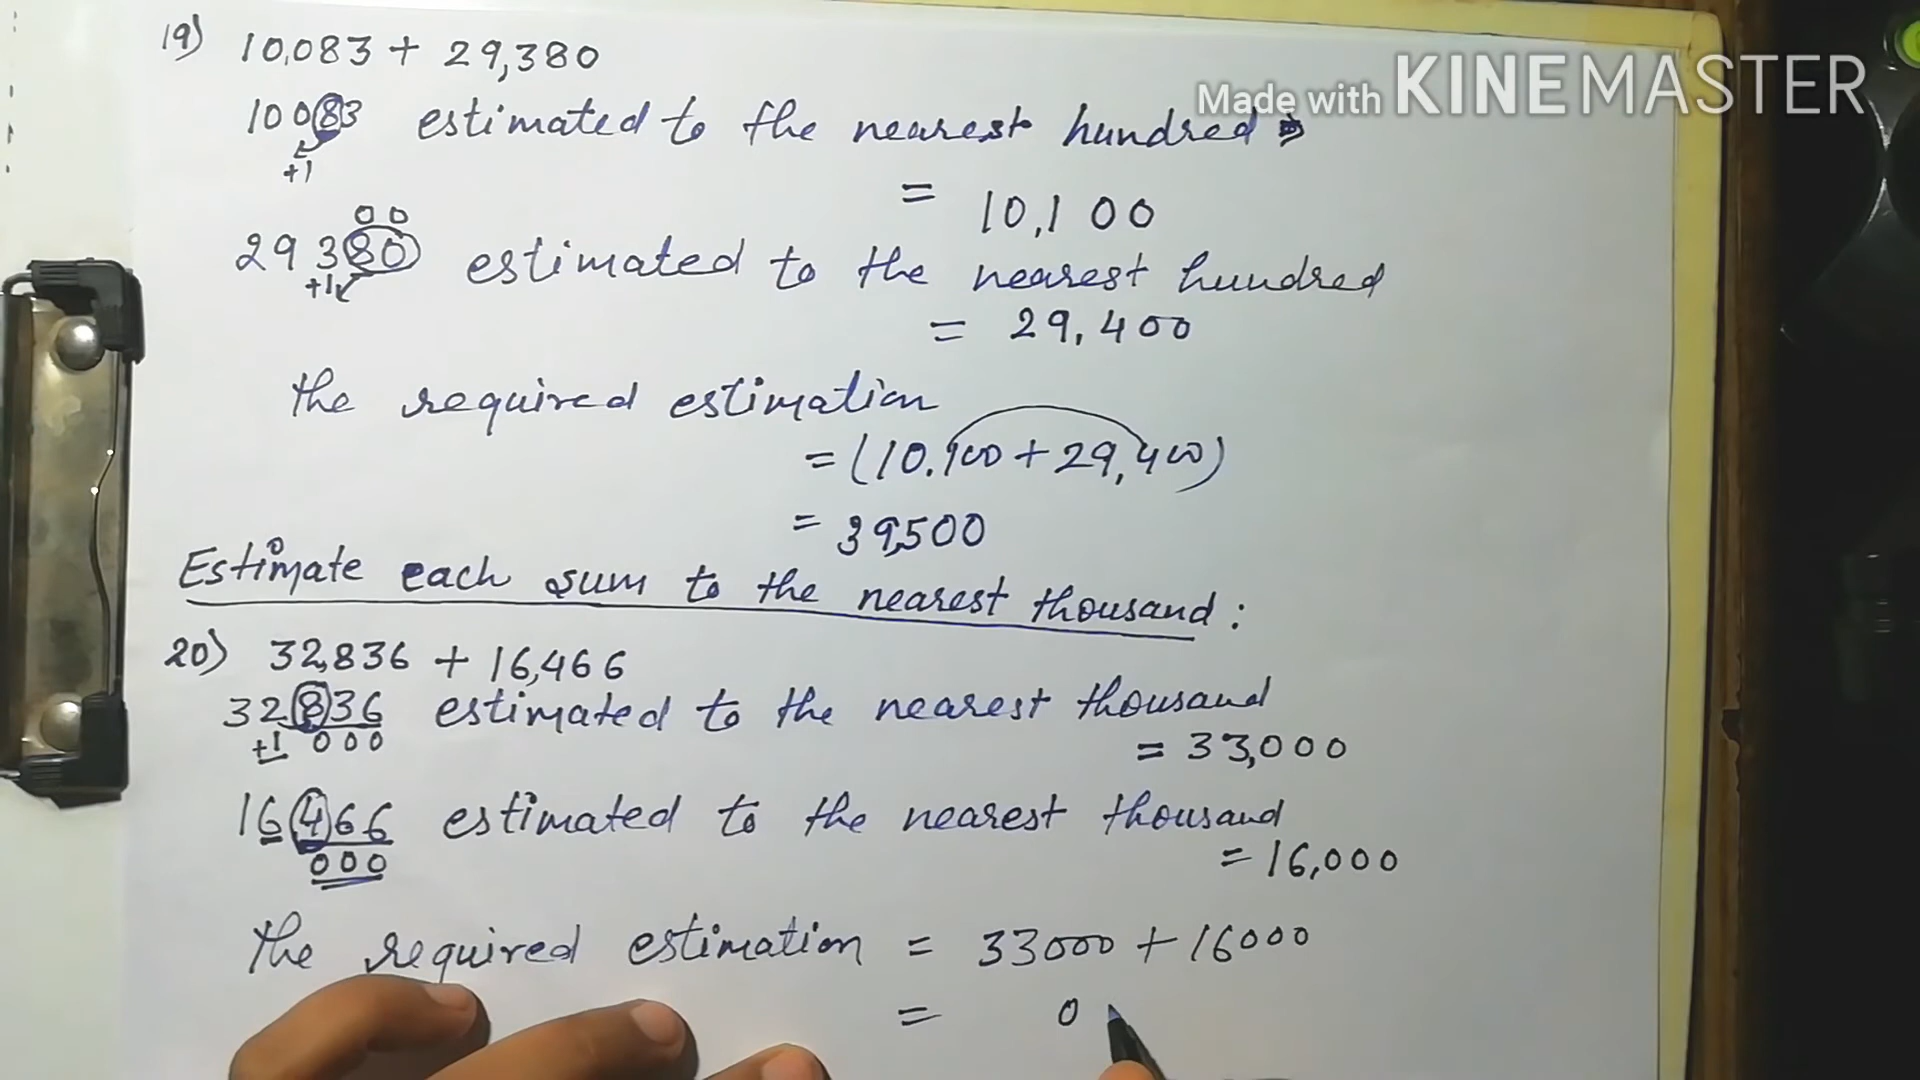 19) 10,083 + 29,380
Made with KINEMASTER
10083 estimated to the nearest hundred
+1
= 10,100
00
29380 estimated to the nearest hundred
+1
= 29,400
the required estimation
= (10,100 + 29,400)
= 39,500
Estimate each sum to the nearest thousand:
20) 32,836 + 16,466
32836 estimated to the nearest thousand
+1 000
= 33,000
16466 estimated to the nearest thousand
000
= 16,000
the required estimation = 33000 + 16000
= 0